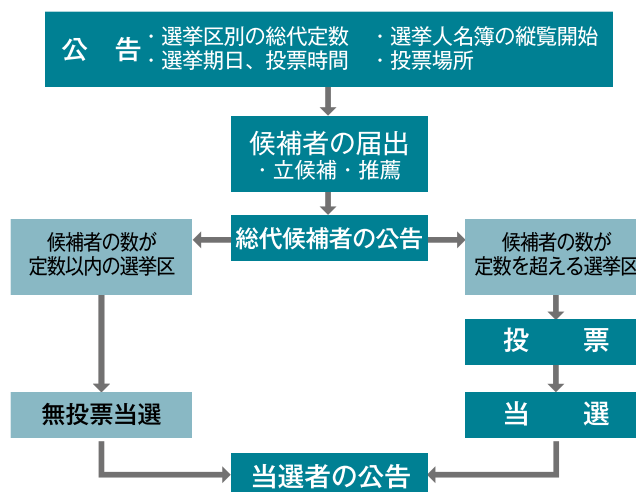 公　告
・選挙区別の総代定数　・選挙人名簿の縦覧開始
・選挙期日、投票時間　・投票場所
候補者の届出
・立候補・推薦
総代候補者の公告
候補者の数が
定数以内の選挙区
候補者の数が
定数を超える選挙区
投　票
無投票当選
当　選
当選者の公告